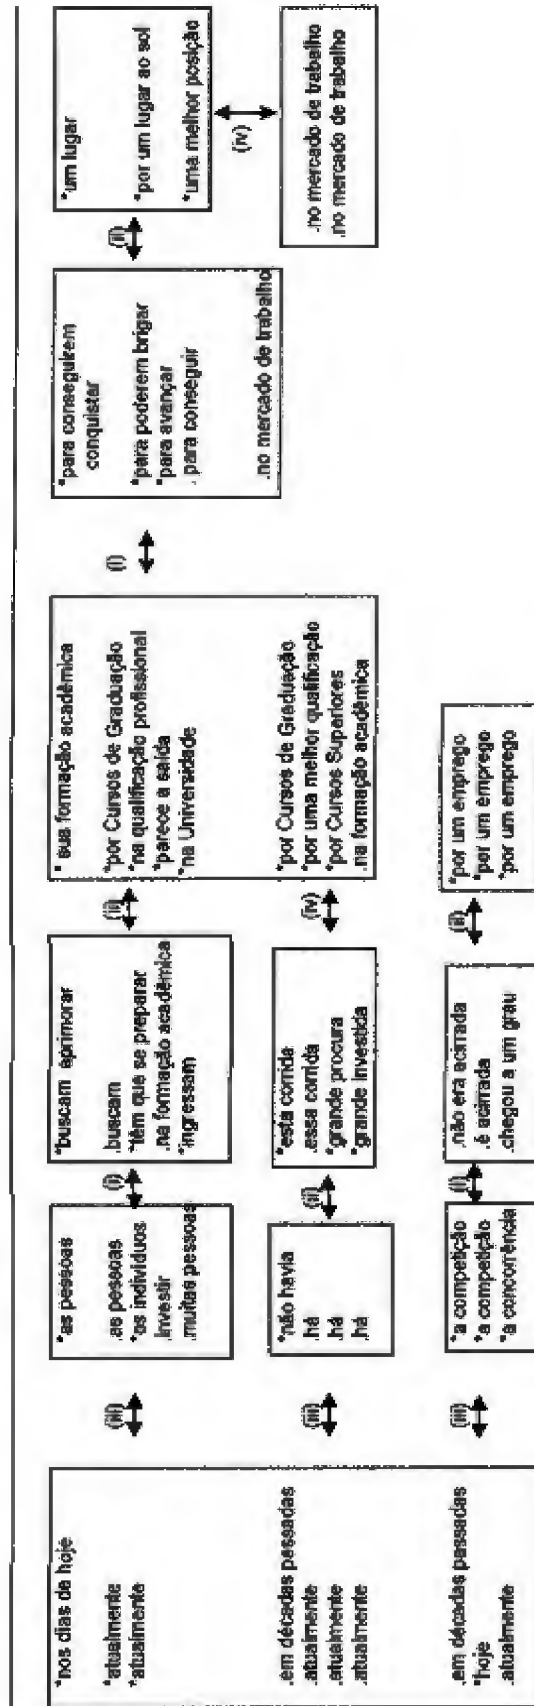 *nos dias de hoje
*atualmente
*atualmente
.em décadas passadas
.atualmente
.atualmente
.atualmente
.em décadas passadas
*hoje
.atualmente
(iii)
(iii)
(iii)
*as pessoas
.as pessoas
*os indivíduos
.investir
.muitas pessoas
*não havia
.há
.há
.há
*a competição
*a competição
*a concorrência
(i)
(ii)
(i)
*buscam aprimorar
.buscam
*têm que se preparar
.na formação acadêmica
*ingressam
*esta corrida
.essa corrida
*grande procura
*grande investida
.não era acirrada
.é acirrada
.chegou a um grau
(ii)
(iv)
(ii)
* sua formação acadêmica
*por Cursos de Graduação
*na qualificação profissional
*parece a saída
*na Universidade
*por Cursos de Graduação
*por uma melhor qualificação
*por Cursos Superiores
.na formação acadêmica
*por um emprego
*por um emprego
*por um emprego
(i)
*para conseguirem
conquistar
*para poderem brigar
*para avançar
. para conseguir
.no mercado de trabalho
(ii)
*um lugar
*por um lugar ao sol
*uma melhor posição
(iv)
.no mercado de trabalho
.no mercado de trabalho